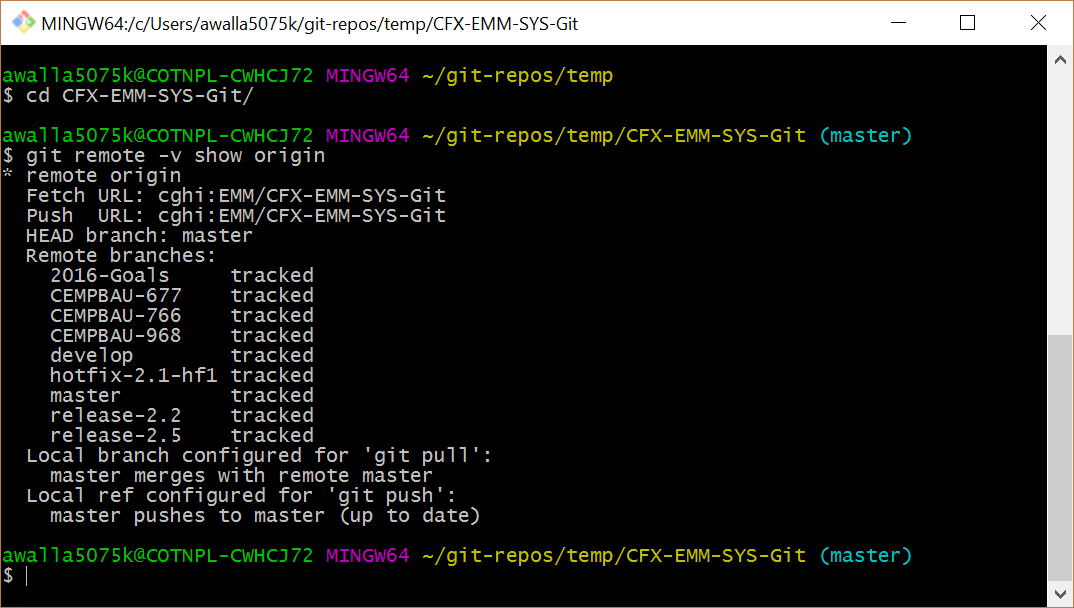 MINGW64:/c/Users/awalla5075k/git-repos/temp/CFX-EMM-SYS-Git
awalla5075k@COTNPL-CWHCJ72 MINGW64 ~/git-repos/temp
$ cd CFX-EMM-SYS-Git/
awalla5075k@COTNPL-CWHCJ72 MINGW64 ~/git-repos/temp/CFX-EMM-SYS-Git (master)
$ git remote -v show origin
* remote origin
  Fetch URL: cghi:EMM/CFX-EMM-SYS-Git
  Push  URL: cghi:EMM/CFX-EMM-SYS-Git
  HEAD branch: master
  Remote branches:
    2016-Goals     tracked
    CEMPBAU-677    tracked
    CEMPBAU-766    tracked
    CEMPBAU-968    tracked
    develop        tracked
    hotfix-2.1-hf1 tracked
    master         tracked
    release-2.2    tracked
    release-2.5    tracked
  Local branch configured for 'git pull':
    master merges with remote master
  Local ref configured for 'git push':
    master pushes to master (up to date)
awalla5075k@COTNPL-CWHCJ72 MINGW64 ~/git-repos/temp/CFX-EMM-SYS-Git (master)
$